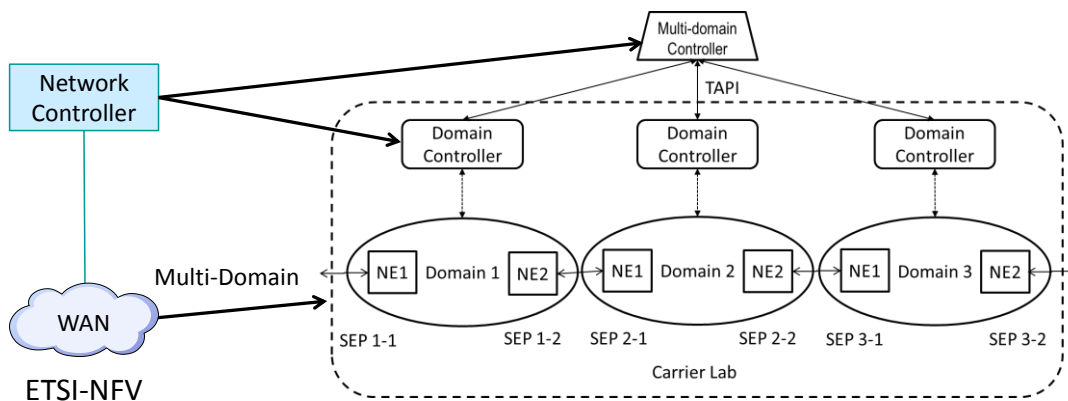 Multi-domain
Controller
Network
Controller
TAPI
Domain
Controller
Domain
Controller
Domain
Controller
NE1
Domain 1
NE2
NE1
Domain 2
NE2
NE1
Domain 3
NE2
Multi-Domain
WAN
SEP 1-1
SEP 1-2
SEP 2-1
SEP 2-2
SEP 3-1
SEP 3-2
Carrier Lab
ETSI-NFV